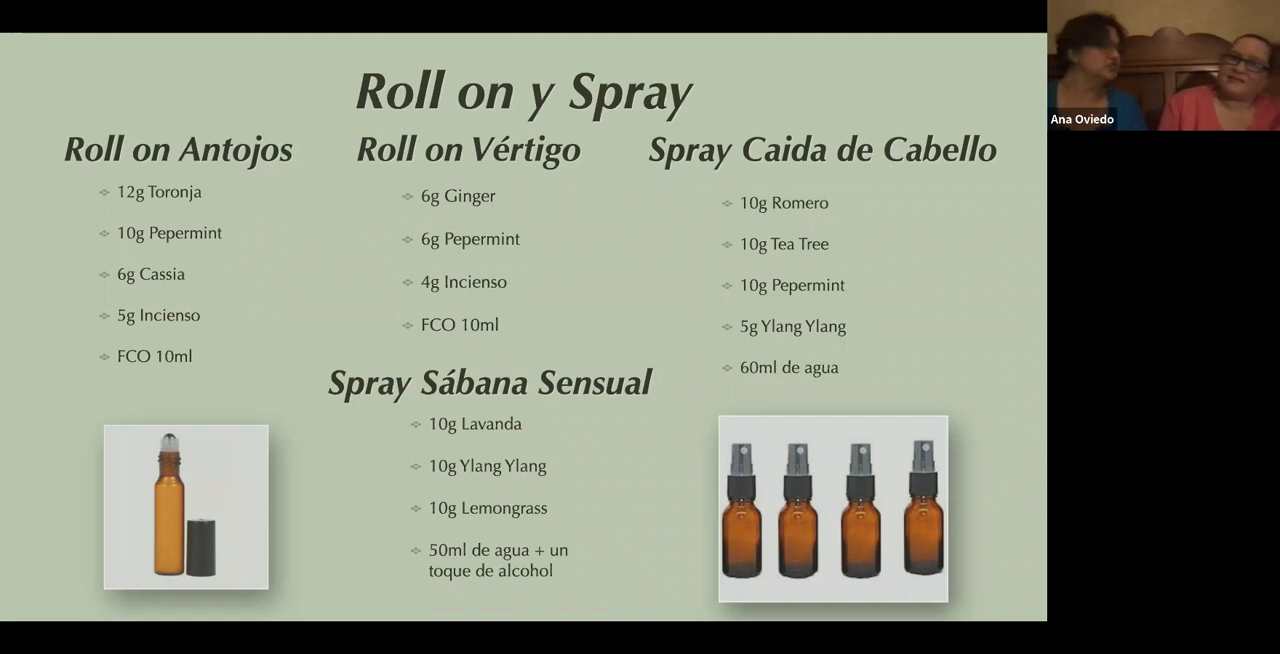 Roll on y Spray
Roll on Antojos
12g Toronja
10g Pepermint
6g Cassia
5g Incienso
FCO 10ml
Roll on Vértigo
6g Ginger
6g Pepermint
4g Incienso
FCO 10ml
Spray Caida de Cabello
10g Romero
10g Tea Tree
10g Pepermint
5g Ylang Ylang
60ml de agua
Spray Sábana Sensual
10g Lavanda
10g Ylang Ylang
10g Lemongrass
50ml de agua + un
toque de alcohol
Ana Oviedo